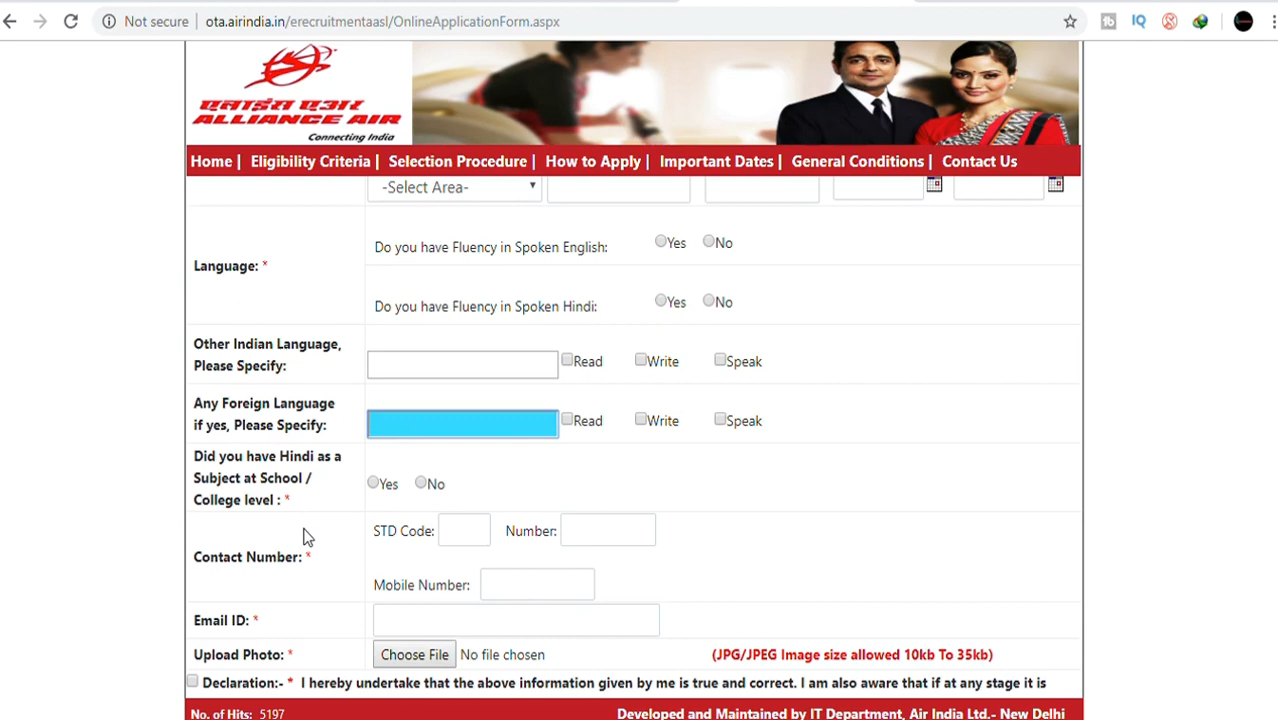 Not secure | ota.airindia.in/erecruitmentaasl/OnlineApplicationForm.aspx
एलाइंस एअर
ALLIANCE AIR
Connecting India
Home | Eligibility Criteria | Selection Procedure | How to Apply | Important Dates | General Conditions | Contact Us
-Select Area-
Language: *
Do you have Fluency in Spoken English: Yes No
Do you have Fluency in Spoken Hindi: Yes No
Other Indian Language, Please Specify: Read Write Speak
Any Foreign Language if yes, Please Specify: Read Write Speak
Did you have Hindi as a Subject at School / College level : * Yes No
Contact Number: *
STD Code: Number:
Mobile Number:
Email ID: *
Upload Photo: * Choose File No file chosen (JPG/JPEG Image size allowed 10kb To 35kb)
Declaration:- * I hereby undertake that the above information given by me is true and correct. I am also aware that if at any stage it is
No. of Hits: 5197 Developed and Maintained by IT Department, Air India Ltd.- New Delhi